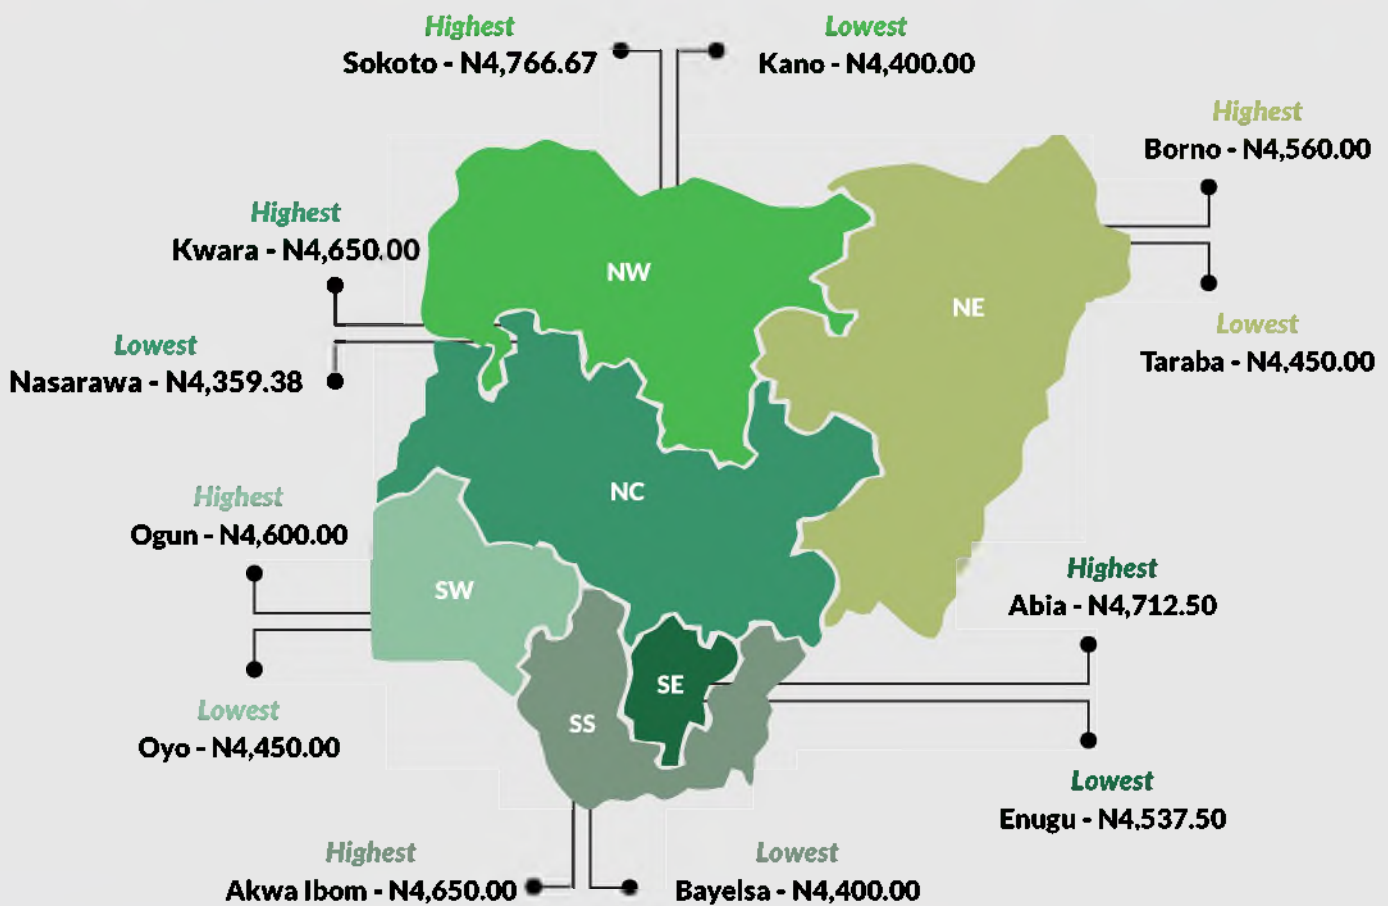 Highest
Sokoto - N4,766.67
Lowest
Kano - N4,400.00
Highest
Borno - N4,560.00
Highest
Kwara - N4,650.00
NW
NE
Lowest
Nasarawa - N4,359.38
Lowest
Taraba - N4,450.00
NC
Highest
Ogun - N4,600.00
SW
Highest
Abia - N4,712.50
SE
Lowest
Oyo - N4,450.00
SS
Lowest
Enugu - N4,537.50
Highest
Akwa Ibom - N4,650.00
Lowest
Bayelsa - N4,400.00